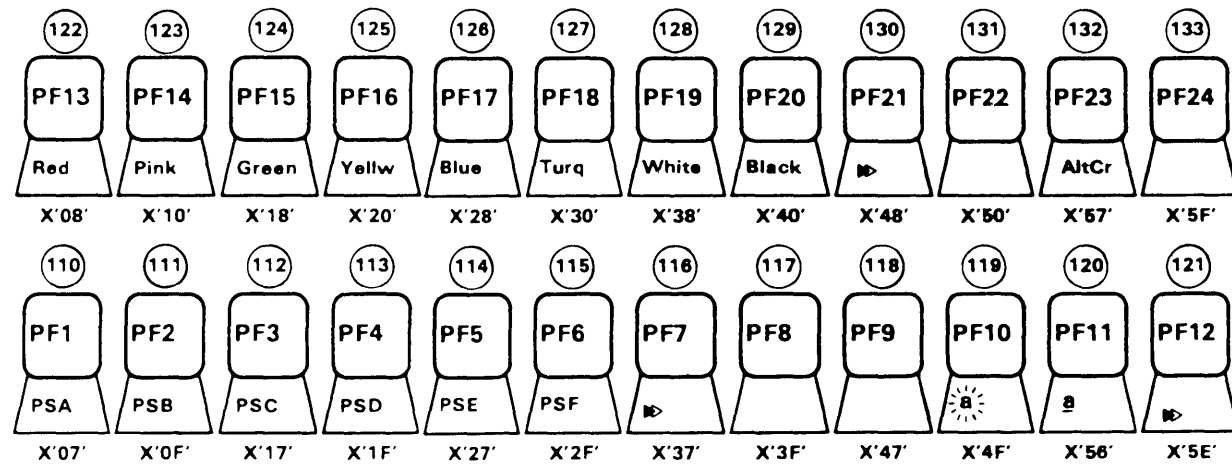 122 123 124 125 126 127 128 129 130 131 132 133
PF13 PF14 PF15 PF16 PF17 PF18 PF19 PF20 PF21 PF22 PF23 PF24
Red Pink Green Yellw Blue Turq White Black AltCr
X'08' X'10' X'18' X'20' X'28' X'30' X'38' X'40' X'48' X'50' X'57' X'5F'
110 111 112 113 114 115 116 117 118 119 120 121
PF1 PF2 PF3 PF4 PF5 PF6 PF7 PF8 PF9 PF10 PF11 PF12
PSA PSB PSC PSD PSE PSF a a
X'07' X'0F' X'17' X'1F' X'27' X'2F' X'37' X'3F' X'47' X'4F' X'56' X'5E'